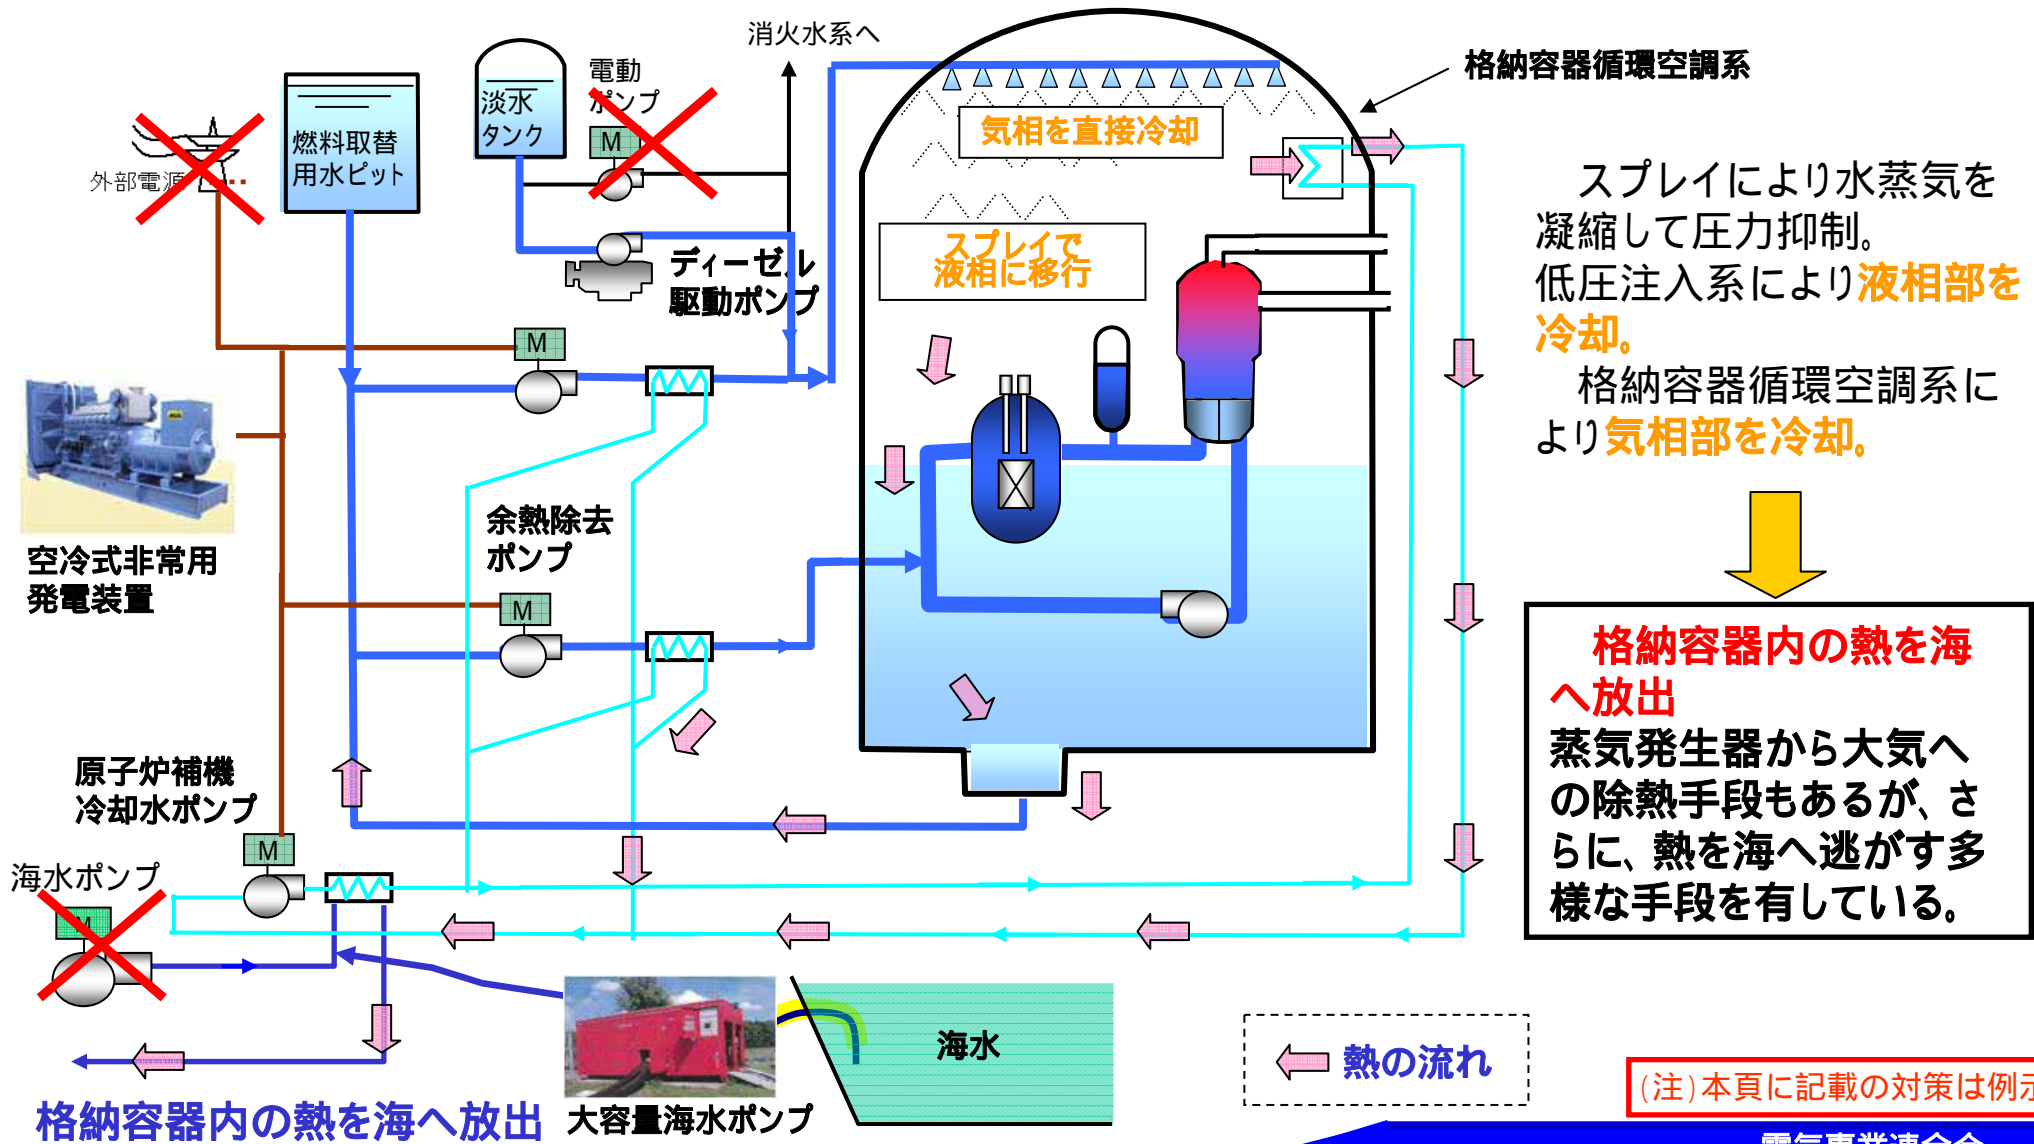 消火水系へ
格納容器循環空調系
電動
ポンプ
淡水
タンク
M
燃料取替
用水ピット
外部電源
気相を直接冷却
スプレイで
液相に移行
ディーゼル
駆動ポンプ
M
スプレイにより水蒸気を
凝縮して圧力抑制。
低圧注入系により液相部を
冷却。
格納容器循環空調系に
より気相部を冷却。
空冷式非常用
発電装置
余熱除去
ポンプ
M
格納容器内の熱を海
へ放出
蒸気発生器から大気へ
の除熱手段もあるが、さ
らに、熱を海へ逃がす多
様な手段を有している。
原子炉補機
冷却水ポンプ
M
海水ポンプ
M
海水
熱の流れ
大容量海水ポンプ
格納容器内の熱を海へ放出
(注)本頁に記載の対策は例示
電気事業連合会